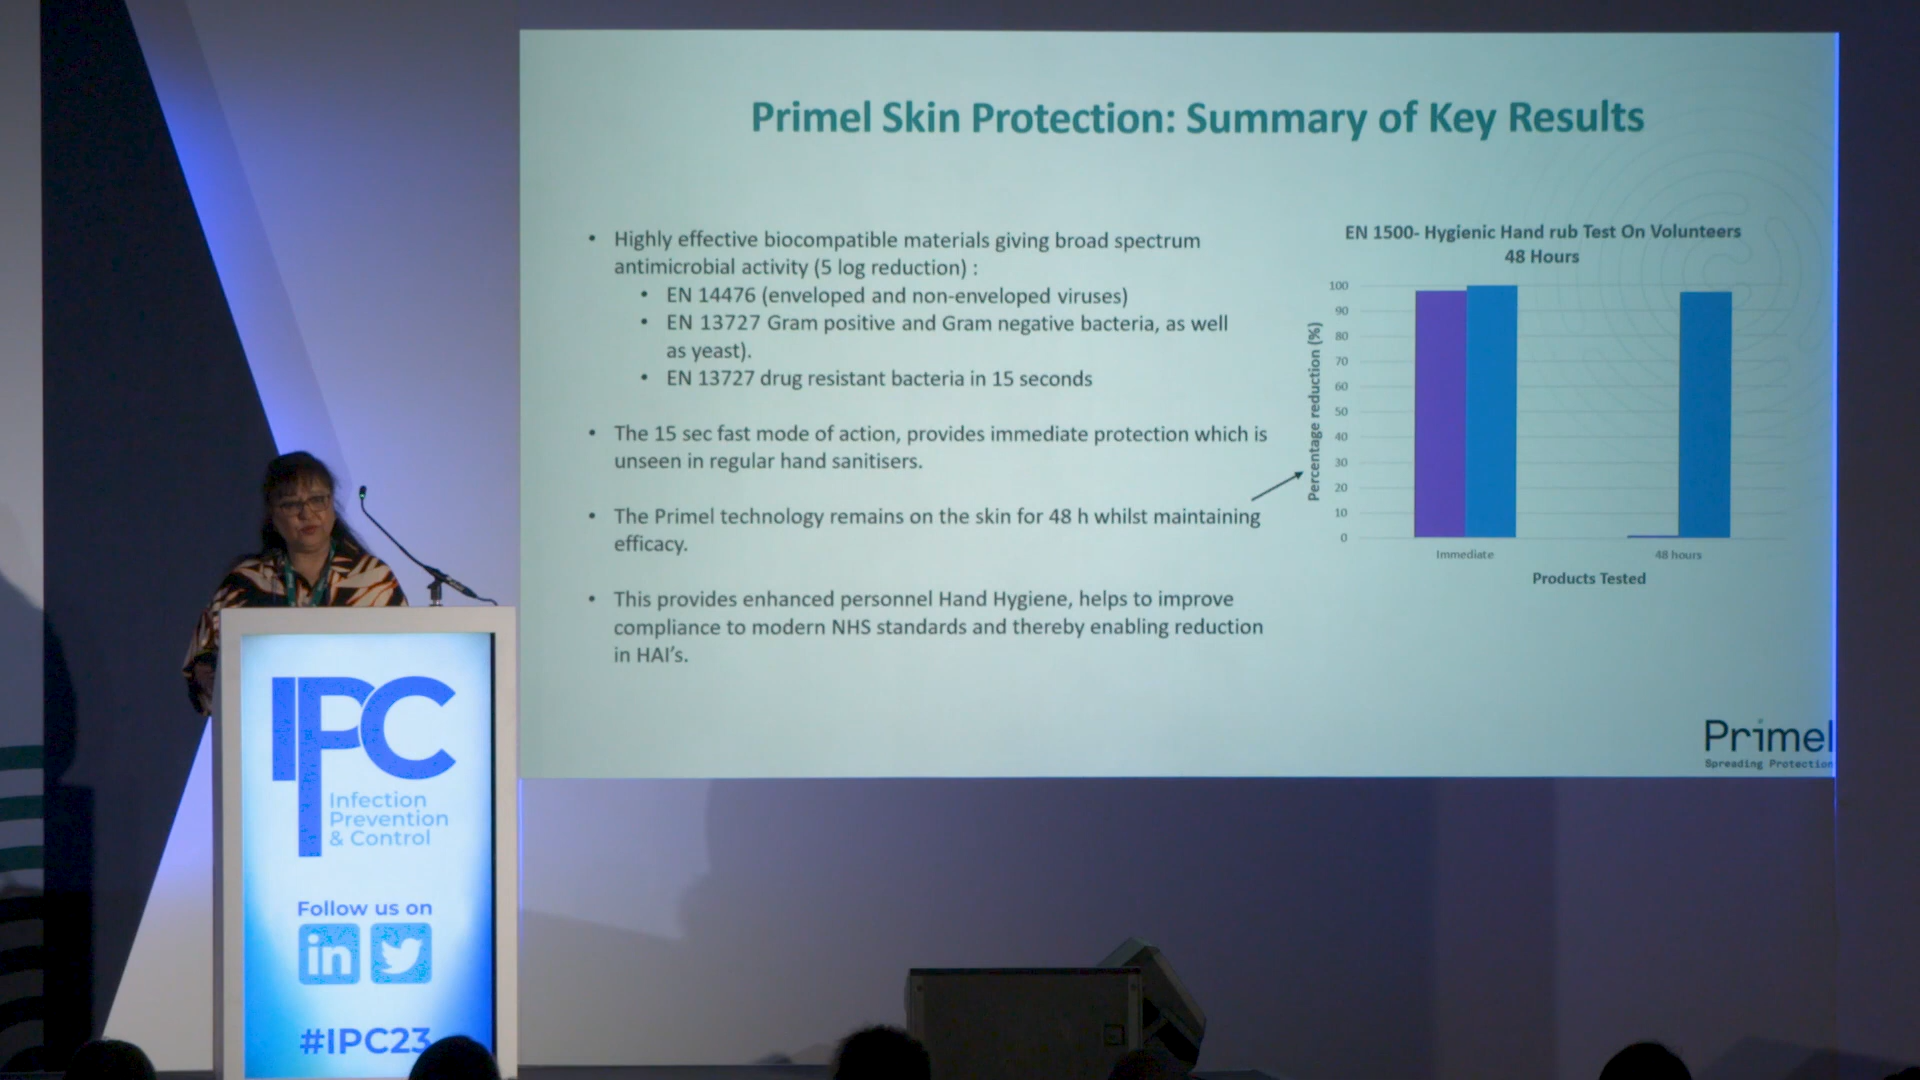 Primel Skin Protection: Summary of Key Results
• Highly effective biocompatible materials giving broad spectrum
antimicrobial activity (5 log reduction) :
• EN 14476 (enveloped and non-enveloped viruses)
• EN 13727 Gram positive and Gram negative bacteria, as well
as yeast).
• EN 13727 drug resistant bacteria in 15 seconds
• The 15 sec fast mode of action, provides immediate protection which is
unseen in regular hand sanitisers.
• The Primel technology remains on the skin for 48 h whilst maintaining
efficacy.
• This provides enhanced personnel Hand Hygiene, helps to improve
compliance to modern NHS standards and thereby enabling reduction
in HAI's.
EN 1500- Hygienic Hand rub Test On Volunteers
48 Hours
Percentage reduction (%)
100
90
80
70
60
50
40
30
20
10
0
Immediate
48 hours
Products Tested
Primel
Spreading Protection
IPC
Infection
Prevention
& Control
Follow us on
in
#IPC23